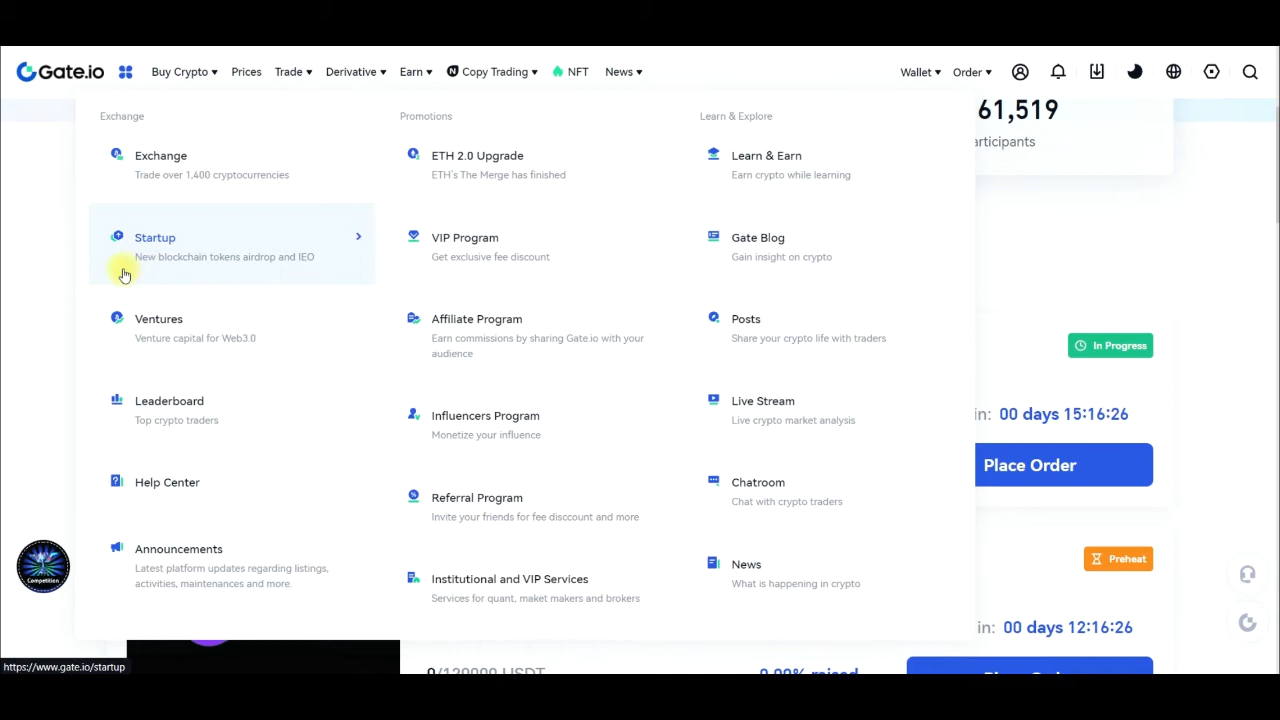 Gate.io
Buy Crypto
Prices
Trade
Derivative
Earn
Copy Trading
NFT
News
Wallet
Order
Exchange
Exchange
Trade over 1,400 cryptocurrencies
Startup
New blockchain tokens airdrop and IEO
Ventures
Venture capital for Web3.0
Leaderboard
Top crypto traders
Help Center
Announcements
Latest platform updates regarding listings,
activities, maintenances and more.
Promotions
ETH 2.0 Upgrade
ETH's The Merge has finished
VIP Program
Get exclusive fee discount
Affiliate Program
Earn commissions by sharing Gate.io with your
audience
Influencers Program
Monetize your influence
Referral Program
Invite your friends for fee disccount and more
Institutional and VIP Services
Services for quant, maket makers and brokers
Learn & Explore
Learn & Earn
Earn crypto while learning
Gate Blog
Gain insight on crypto
Posts
Share your crypto life with traders
Live Stream
Live crypto market analysis
Chatroom
Chat with crypto traders
News
What is happening in crypto
61,519
articipants
In Progress
in: 00 days 15:16:26
Place Order
Preheat
in: 00 days 12:16:26
Competition
https://www.gate.io/startup
0/120000 USDT
0.00% raised